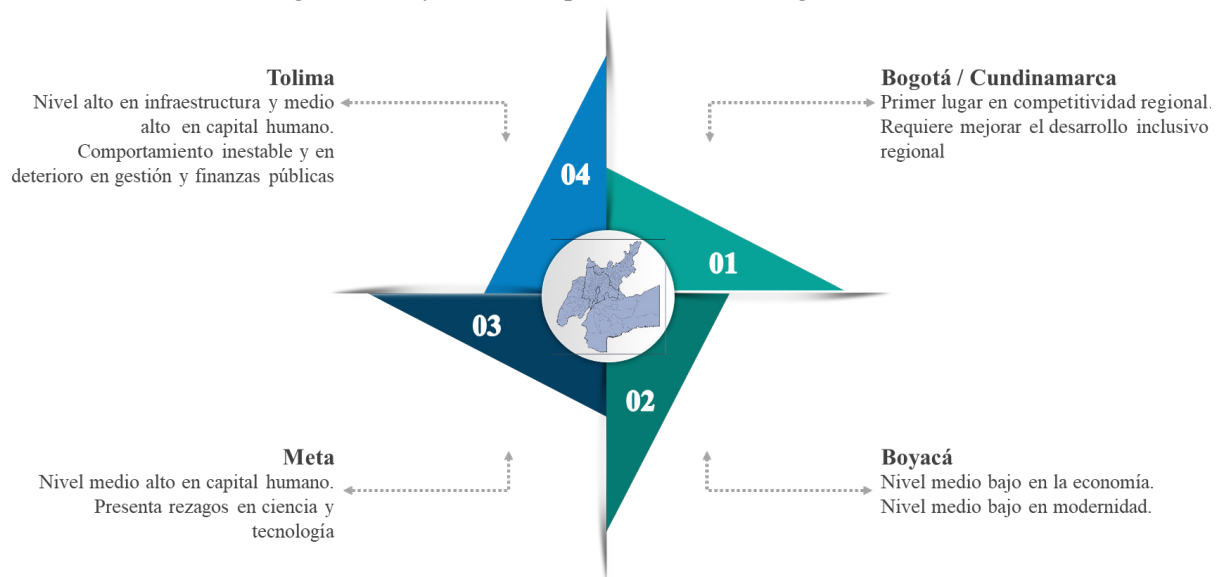 Tolima
Nivel alto en infraestructura y medio
alto en capital humano.
Comportamiento inestable y en
deterioro en gestión y finanzas públicas
04
Bogotá / Cundinamarca
Primer lugar en competitividad regional.
Requiere mejorar el desarrollo inclusivo
regional
01
03
02
Meta
Nivel medio alto en capital humano.
Presenta rezagos en ciencia y
tecnología
Boyacá
Nivel medio bajo en la economía.
Nivel medio bajo en modernidad.